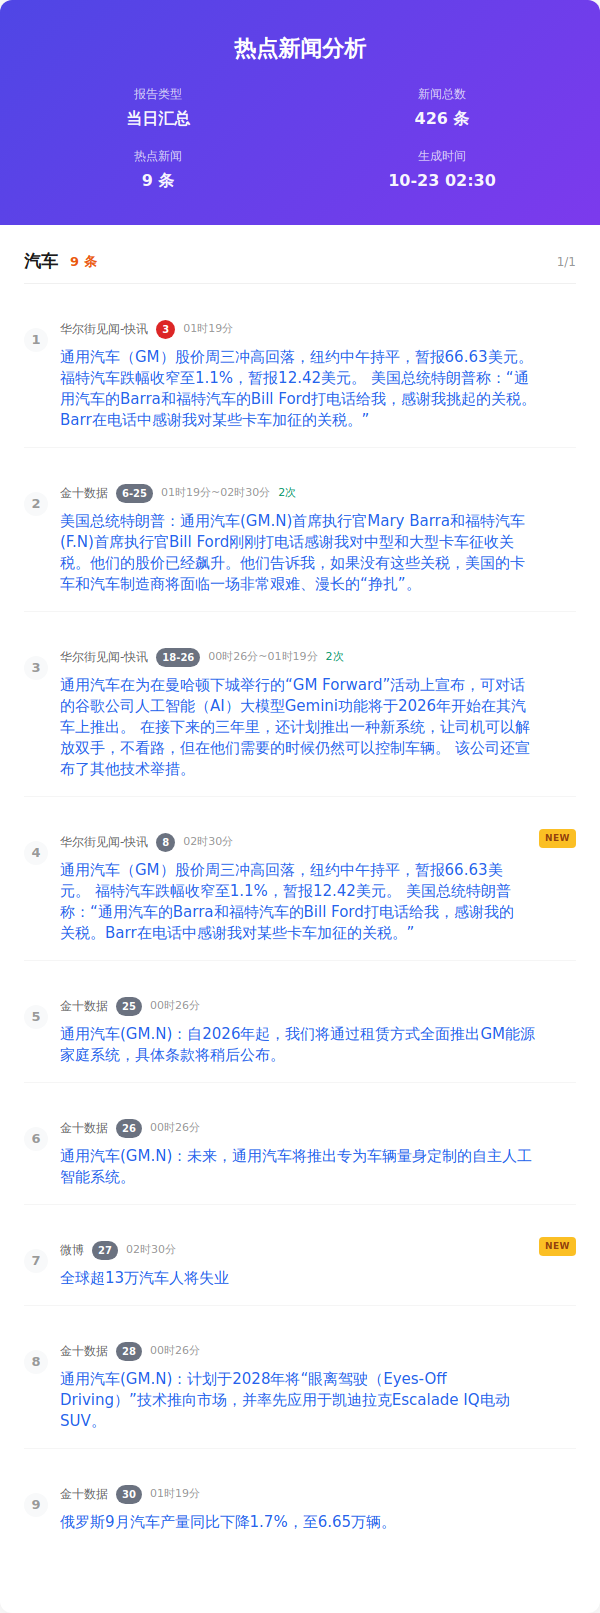 热点新闻分析
报告类型
当日汇总
新闻总数
426 条
热点新闻
9 条
生成时间
10-23 02:30
汽车 9 条 1/1
1
华尔街见闻-快讯 3 01时19分
通用汽车（GM）股价周三冲高回落，纽约中午持平，暂报66.63美元。
福特汽车跌幅收窄至1.1%，暂报12.42美元。 美国总统特朗普称：“通
用汽车的Barra和福特汽车的Bill Ford打电话给我，感谢我挑起的关税。
Barr在电话中感谢我对某些卡车加征的关税。”
2
金十数据 6-25 01时19分~02时30分 2次
美国总统特朗普：通用汽车(GM.N)首席执行官Mary Barra和福特汽车
(F.N)首席执行官Bill Ford刚刚打电话感谢我对中型和大型卡车征收关
税。他们的股价已经飙升。他们告诉我，如果没有这些关税，美国的卡
车和汽车制造商将面临一场非常艰难、漫长的“挣扎”。
3
华尔街见闻-快讯 18-26 00时26分~01时19分 2次
通用汽车在为在曼哈顿下城举行的“GM Forward”活动上宣布，可对话
的谷歌公司人工智能（AI）大模型Gemini功能将于2026年开始在其汽
车上推出。 在接下来的三年里，还计划推出一种新系统，让司机可以解
放双手，不看路，但在他们需要的时候仍然可以控制车辆。 该公司还宣
布了其他技术举措。
4
华尔街见闻-快讯 8 02时30分 NEW
通用汽车（GM）股价周三冲高回落，纽约中午持平，暂报66.63美
元。 福特汽车跌幅收窄至1.1%，暂报12.42美元。 美国总统特朗普
称：“通用汽车的Barra和福特汽车的Bill Ford打电话给我，感谢我的
关税。Barr在电话中感谢我对某些卡车加征的关税。”
5
金十数据 25 00时26分
通用汽车(GM.N)：自2026年起，我们将通过租赁方式全面推出GM能源
家庭系统，具体条款将稍后公布。
6
金十数据 26 00时26分
通用汽车(GM.N)：未来，通用汽车将推出专为车辆量身定制的自主人工
智能系统。
7
微博 27 02时30分 NEW
全球超13万汽车人将失业
8
金十数据 28 00时26分
通用汽车(GM.N)：计划于2028年将“眼离驾驶（Eyes-Off
Driving）”技术推向市场，并率先应用于凯迪拉克Escalade IQ电动
SUV。
9
金十数据 30 01时19分
俄罗斯9月汽车产量同比下降1.7%，至6.65万辆。